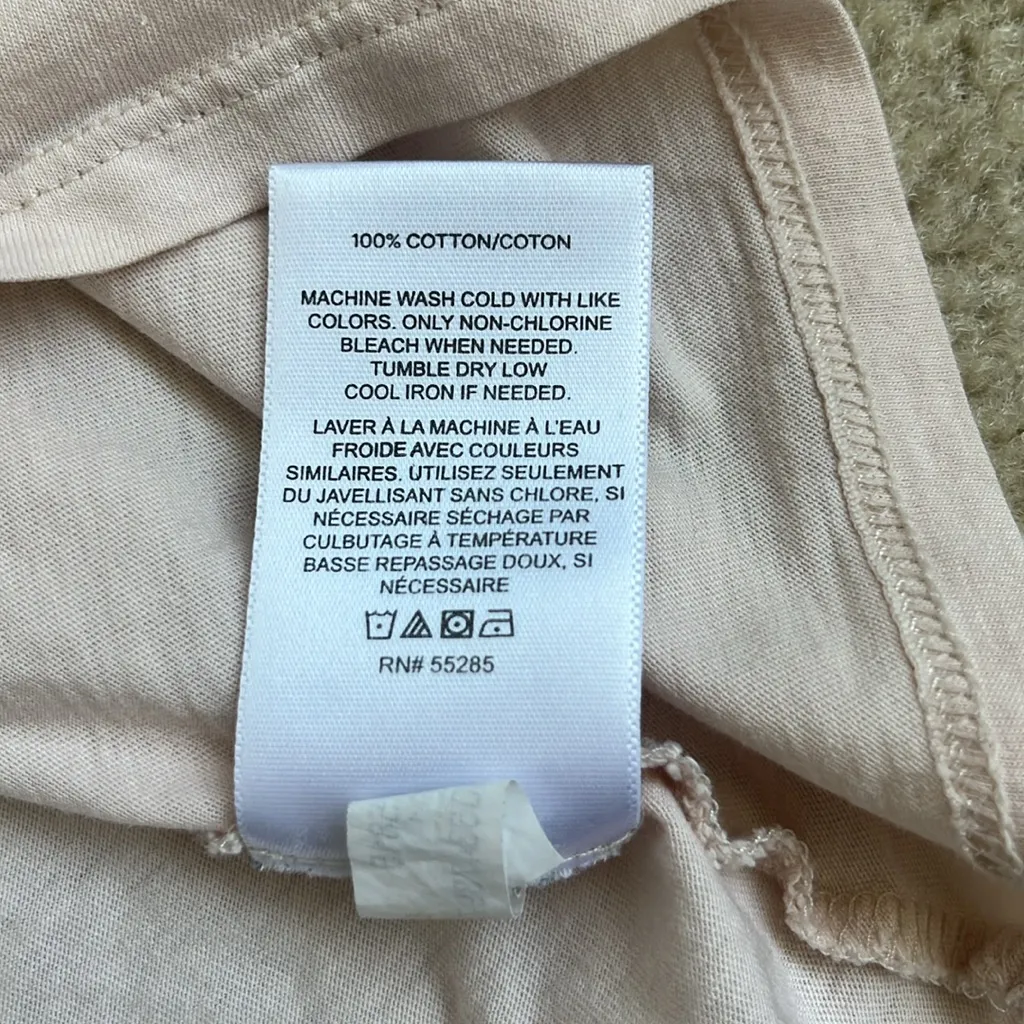 100% COTTON/COTON
MACHINE WASH COLD WITH LIKE
COLORS. ONLY NON-CHLORINE
BLEACH WHEN NEEDED.
TUMBLE DRY LOW
COOL IRON IF NEEDED.
LAVER À LA MACHINE À L'EAU
FROIDE AVEC COULEURS
SIMILAIRES. UTILISEZ SEULEMENT
DU JAVELLISANT SANS CHLORE, SI
NÉCESSAIRE SÉCHAGE PAR
CULBUTAGE À TEMPÉRATURE
BASSE REPASSAGE DOUX, SI
NÉCESSAIRE
RN# 55285